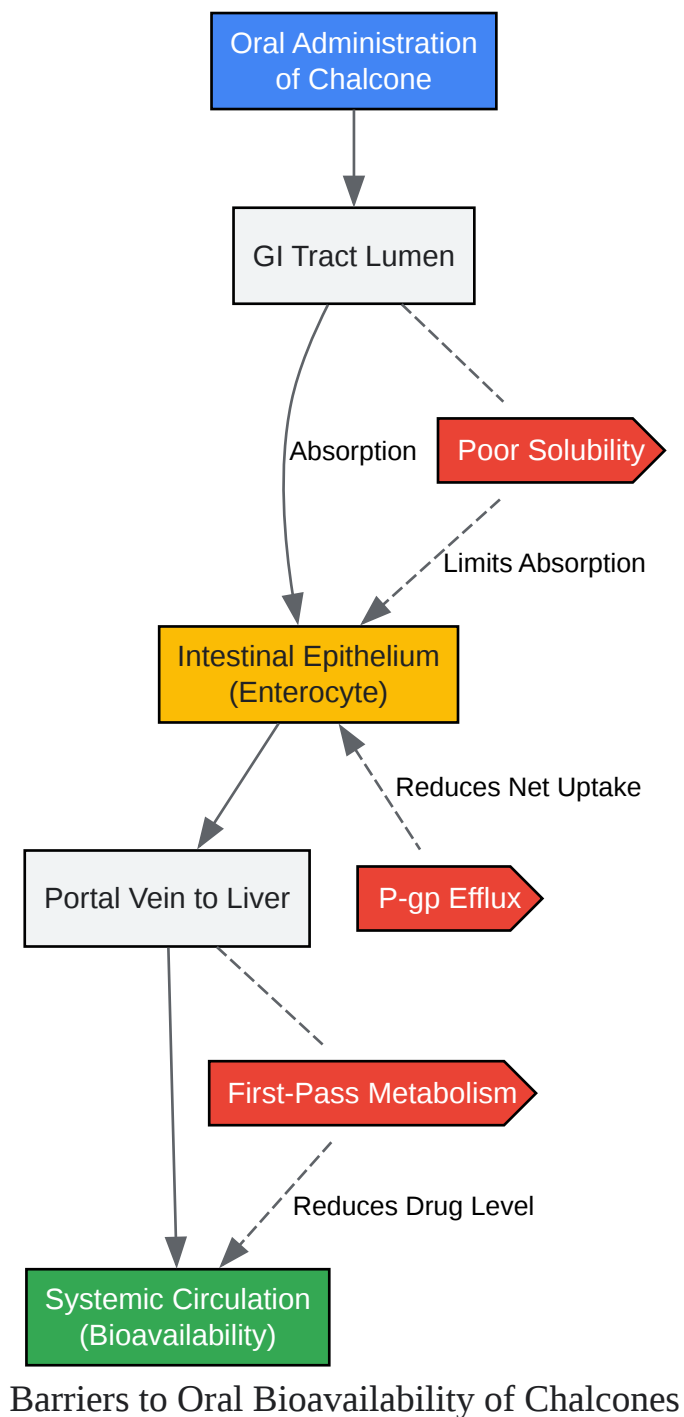 Oral Administration
of Chalcone
GI Tract Lumen
Absorption
Poor Solubility
Limits Absorption
Intestinal Epithelium
(Enterocyte)
Reduces Net Uptake
Portal Vein to Liver
P-gp Efflux
First-Pass Metabolism
Reduces Drug Level
Systemic Circulation
(Bioavailability)
Barriers to Oral Bioavailability of Chalcones